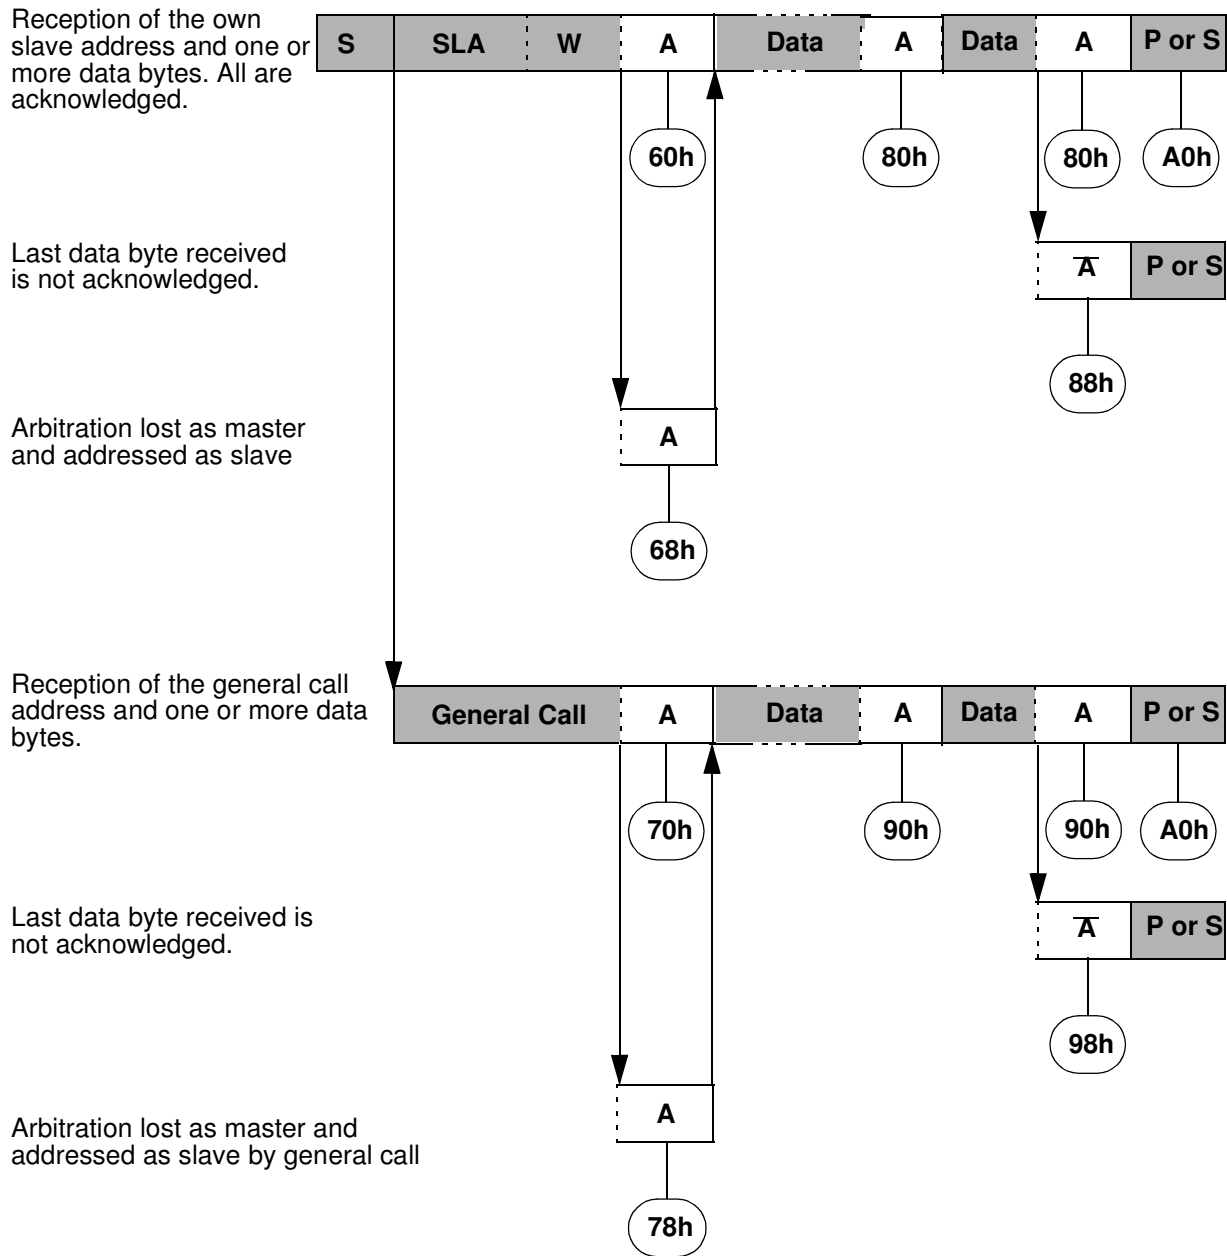 Reception of the own
slave address and one or
more data bytes. All are
acknowledged.
S SLA W A Data A Data A P or S
60h 80h 80h A0h
Last data byte received
is not acknowledged.
A̅ P or S
88h
Arbitration lost as master
and addressed as slave
A
68h
Reception of the general call
address and one or more data
bytes.
General Call A Data A Data A P or S
70h 90h 90h A0h
Last data byte received is
not acknowledged.
A̅ P or S
98h
Arbitration lost as master and
addressed as slave by general call
A
78h